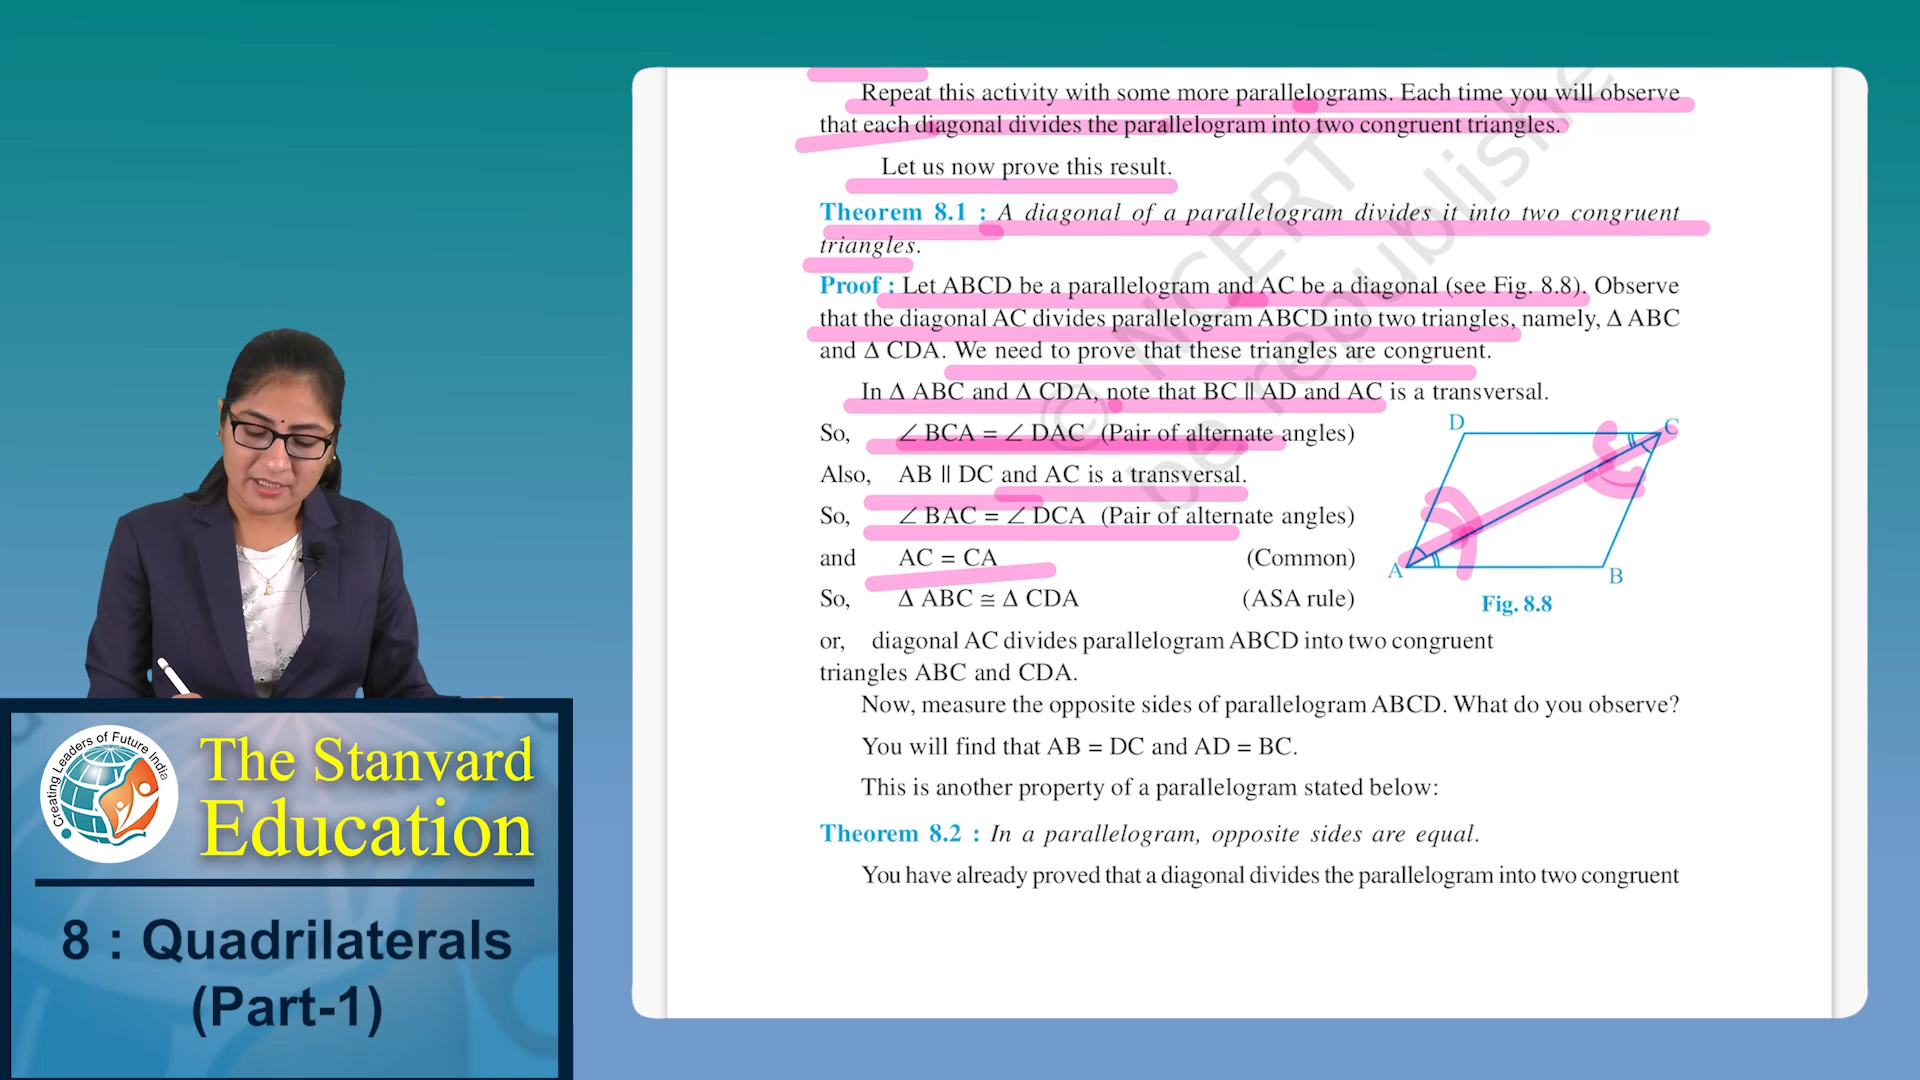 Repeat this activity with some more parallelograms. Each time you will observe
that each diagonal divides the parallelogram into two congruent triangles.
Let us now prove this result.
Theorem 8.1 : A diagonal of a parallelogram divides it into two congruent
triangles.
Proof : Let ABCD be a parallelogram and AC be a diagonal (see Fig. 8.8). Observe
that the diagonal AC divides parallelogram ABCD into two triangles, namely, Δ ABC
and Δ CDA. We need to prove that these triangles are congruent.
In Δ ABC and Δ CDA, note that BC || AD and AC is a transversal.
So, ∠ BCA = ∠ DAC (Pair of alternate angles)
Also, AB || DC and AC is a transversal.
So, ∠ BAC = ∠ DCA (Pair of alternate angles)
and AC = CA (Common)
So, Δ ABC ≅ Δ CDA (ASA rule)
or, diagonal AC divides parallelogram ABCD into two congruent
triangles ABC and CDA.
D
C
A
B
Fig. 8.8
Now, measure the opposite sides of parallelogram ABCD. What do you observe?
You will find that AB = DC and AD = BC.
This is another property of a parallelogram stated below:
Theorem 8.2 : In a parallelogram, opposite sides are equal.
You have already proved that a diagonal divides the parallelogram into two congruent
© NCERT
be republishe
Creating Leaders of Future India
The Stanvard
Education
8 : Quadrilaterals
(Part-1)